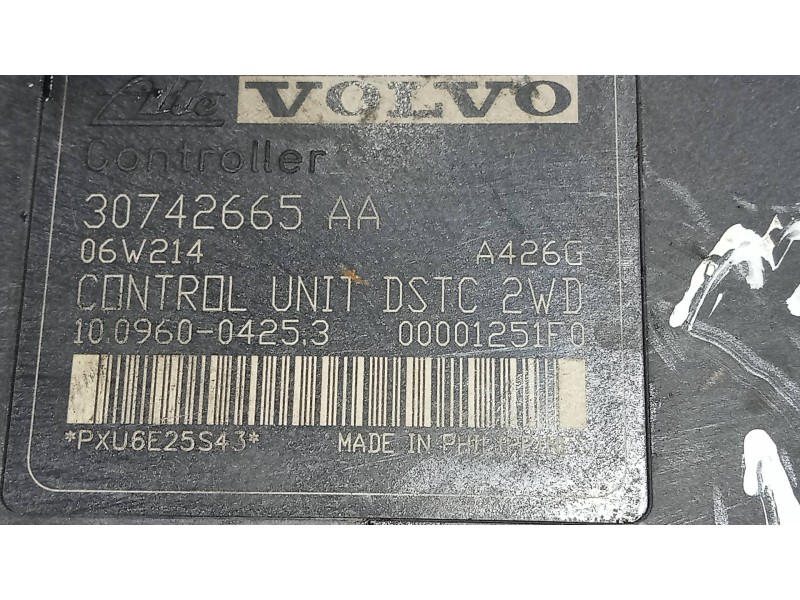 Ate VOLVO
Controller
30742665 AA
06W214 A426G
CONTROL UNIT DSTC 2WD
10.0960-0425.3 00001251F0
*PXU6E25S43* MADE IN